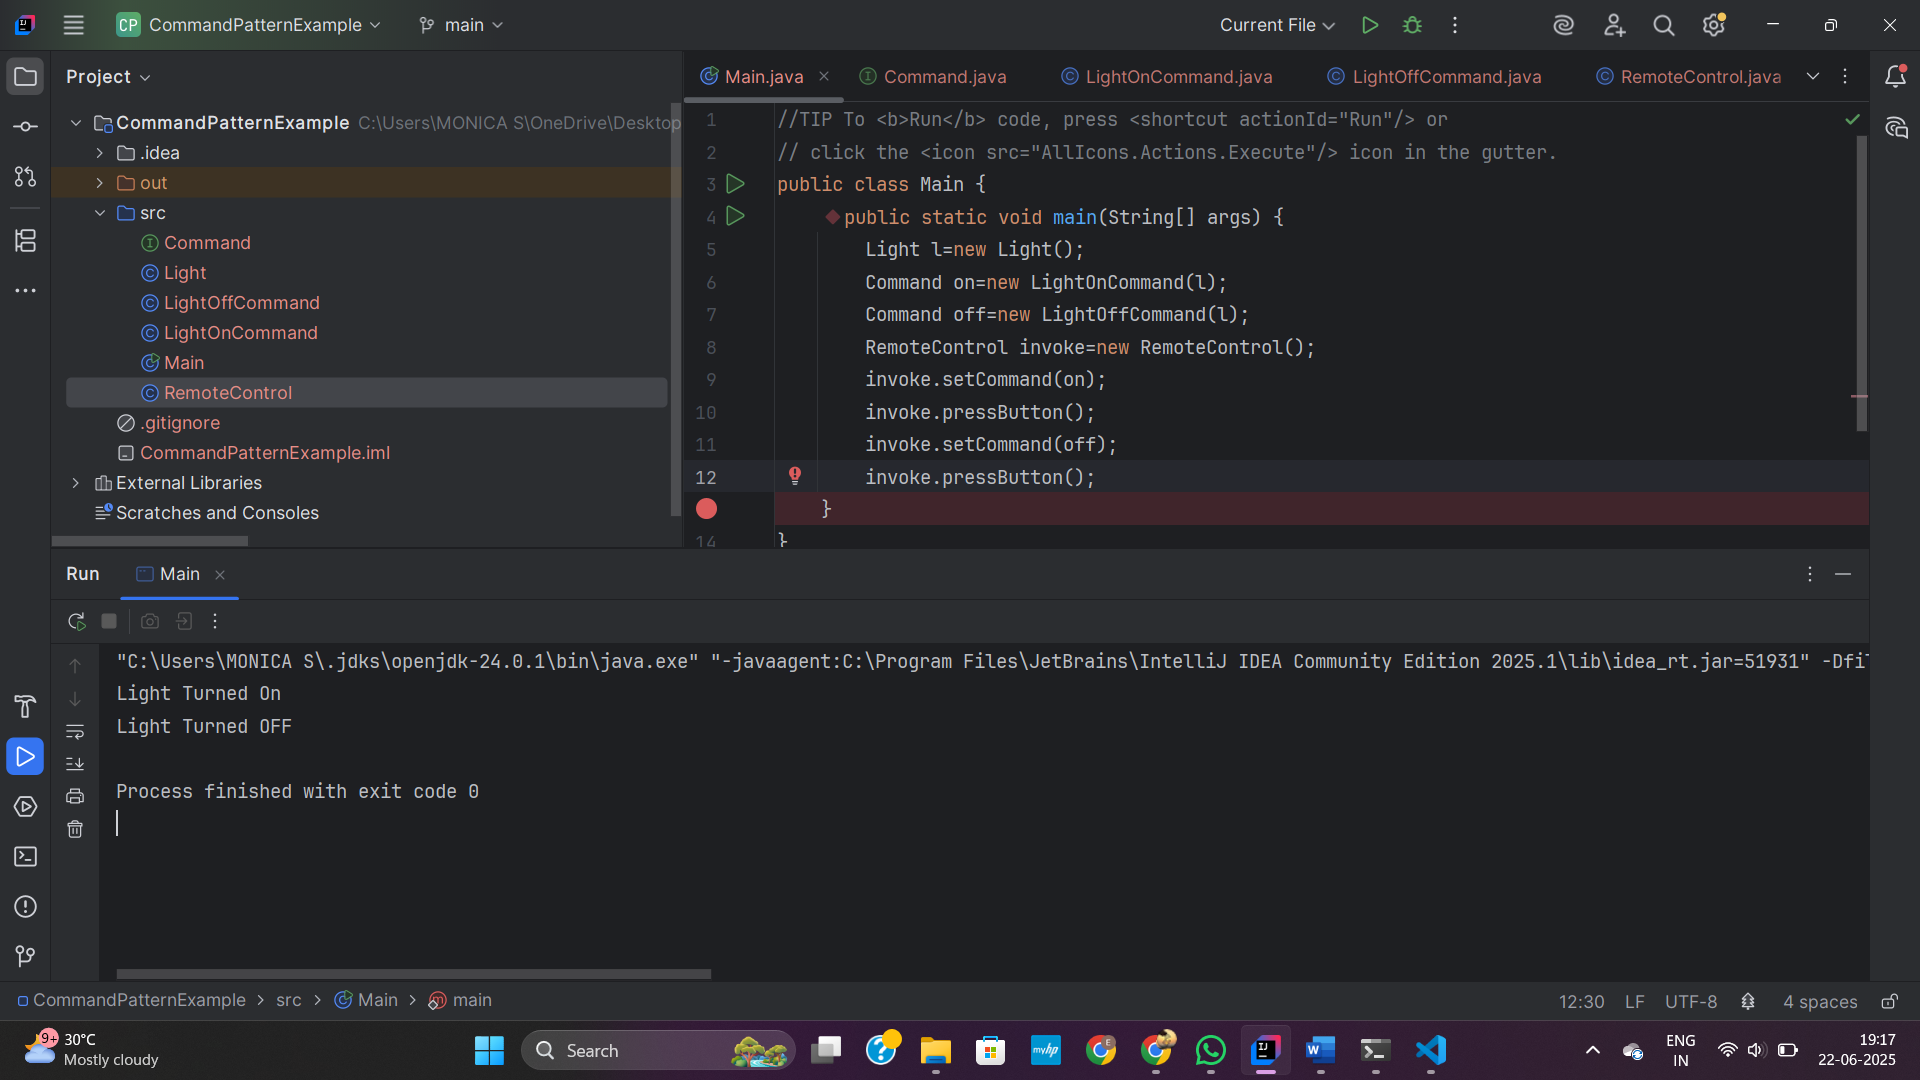 CP CommandPatternExample main Current File
Project
CommandPatternExample C:\Users\MONICA S\OneDrive\Desktop
.idea
out
src
Command
Light
LightOffCommand
LightOnCommand
Main
RemoteControl
.gitignore
CommandPatternExample.iml
External Libraries
Scratches and Consoles
Main.java Command.java LightOnCommand.java LightOffCommand.java RemoteControl.java
1 //TIP To <b>Run</b> code, press <shortcut actionId="Run"/> or
2 // click the <icon src="AllIcons.Actions.Execute"/> icon in the gutter.
3 public class Main {
4 public static void main(String[] args) {
5 Light l=new Light();
6 Command on=new LightOnCommand(l);
7 Command off=new LightOffCommand(l);
8 RemoteControl invoke=new RemoteControl();
9 invoke.setCommand(on);
10 invoke.pressButton();
11 invoke.setCommand(off);
12 invoke.pressButton();
}
14 }
Run Main
"C:\Users\MONICA S\.jdks\openjdk-24.0.1\bin\java.exe" "-javaagent:C:\Program Files\JetBrains\IntelliJ IDEA Community Edition 2025.1\lib\idea_rt.jar=51931" -Dfil
Light Turned On
Light Turned OFF
Process finished with exit code 0
CommandPatternExample > src > Main > main 12:30 LF UTF-8 4 spaces
9+ 30°C
Mostly cloudy
Search
ENG
IN
19:17
22-06-2025